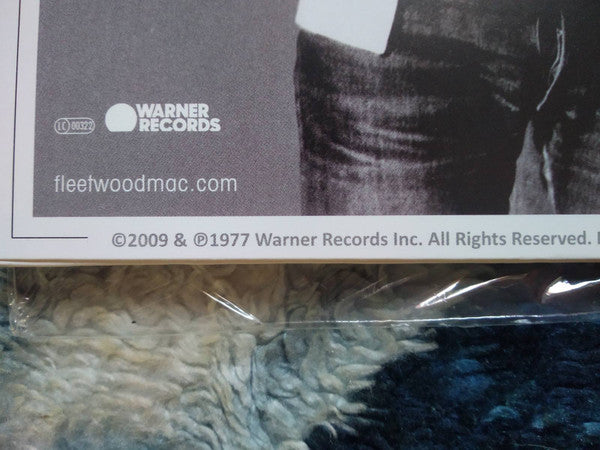 LC 00322
WARNER
RECORDS
fleetwoodmac.com
©2009 & ℗1977 Warner Records Inc. All Rights Reserved.